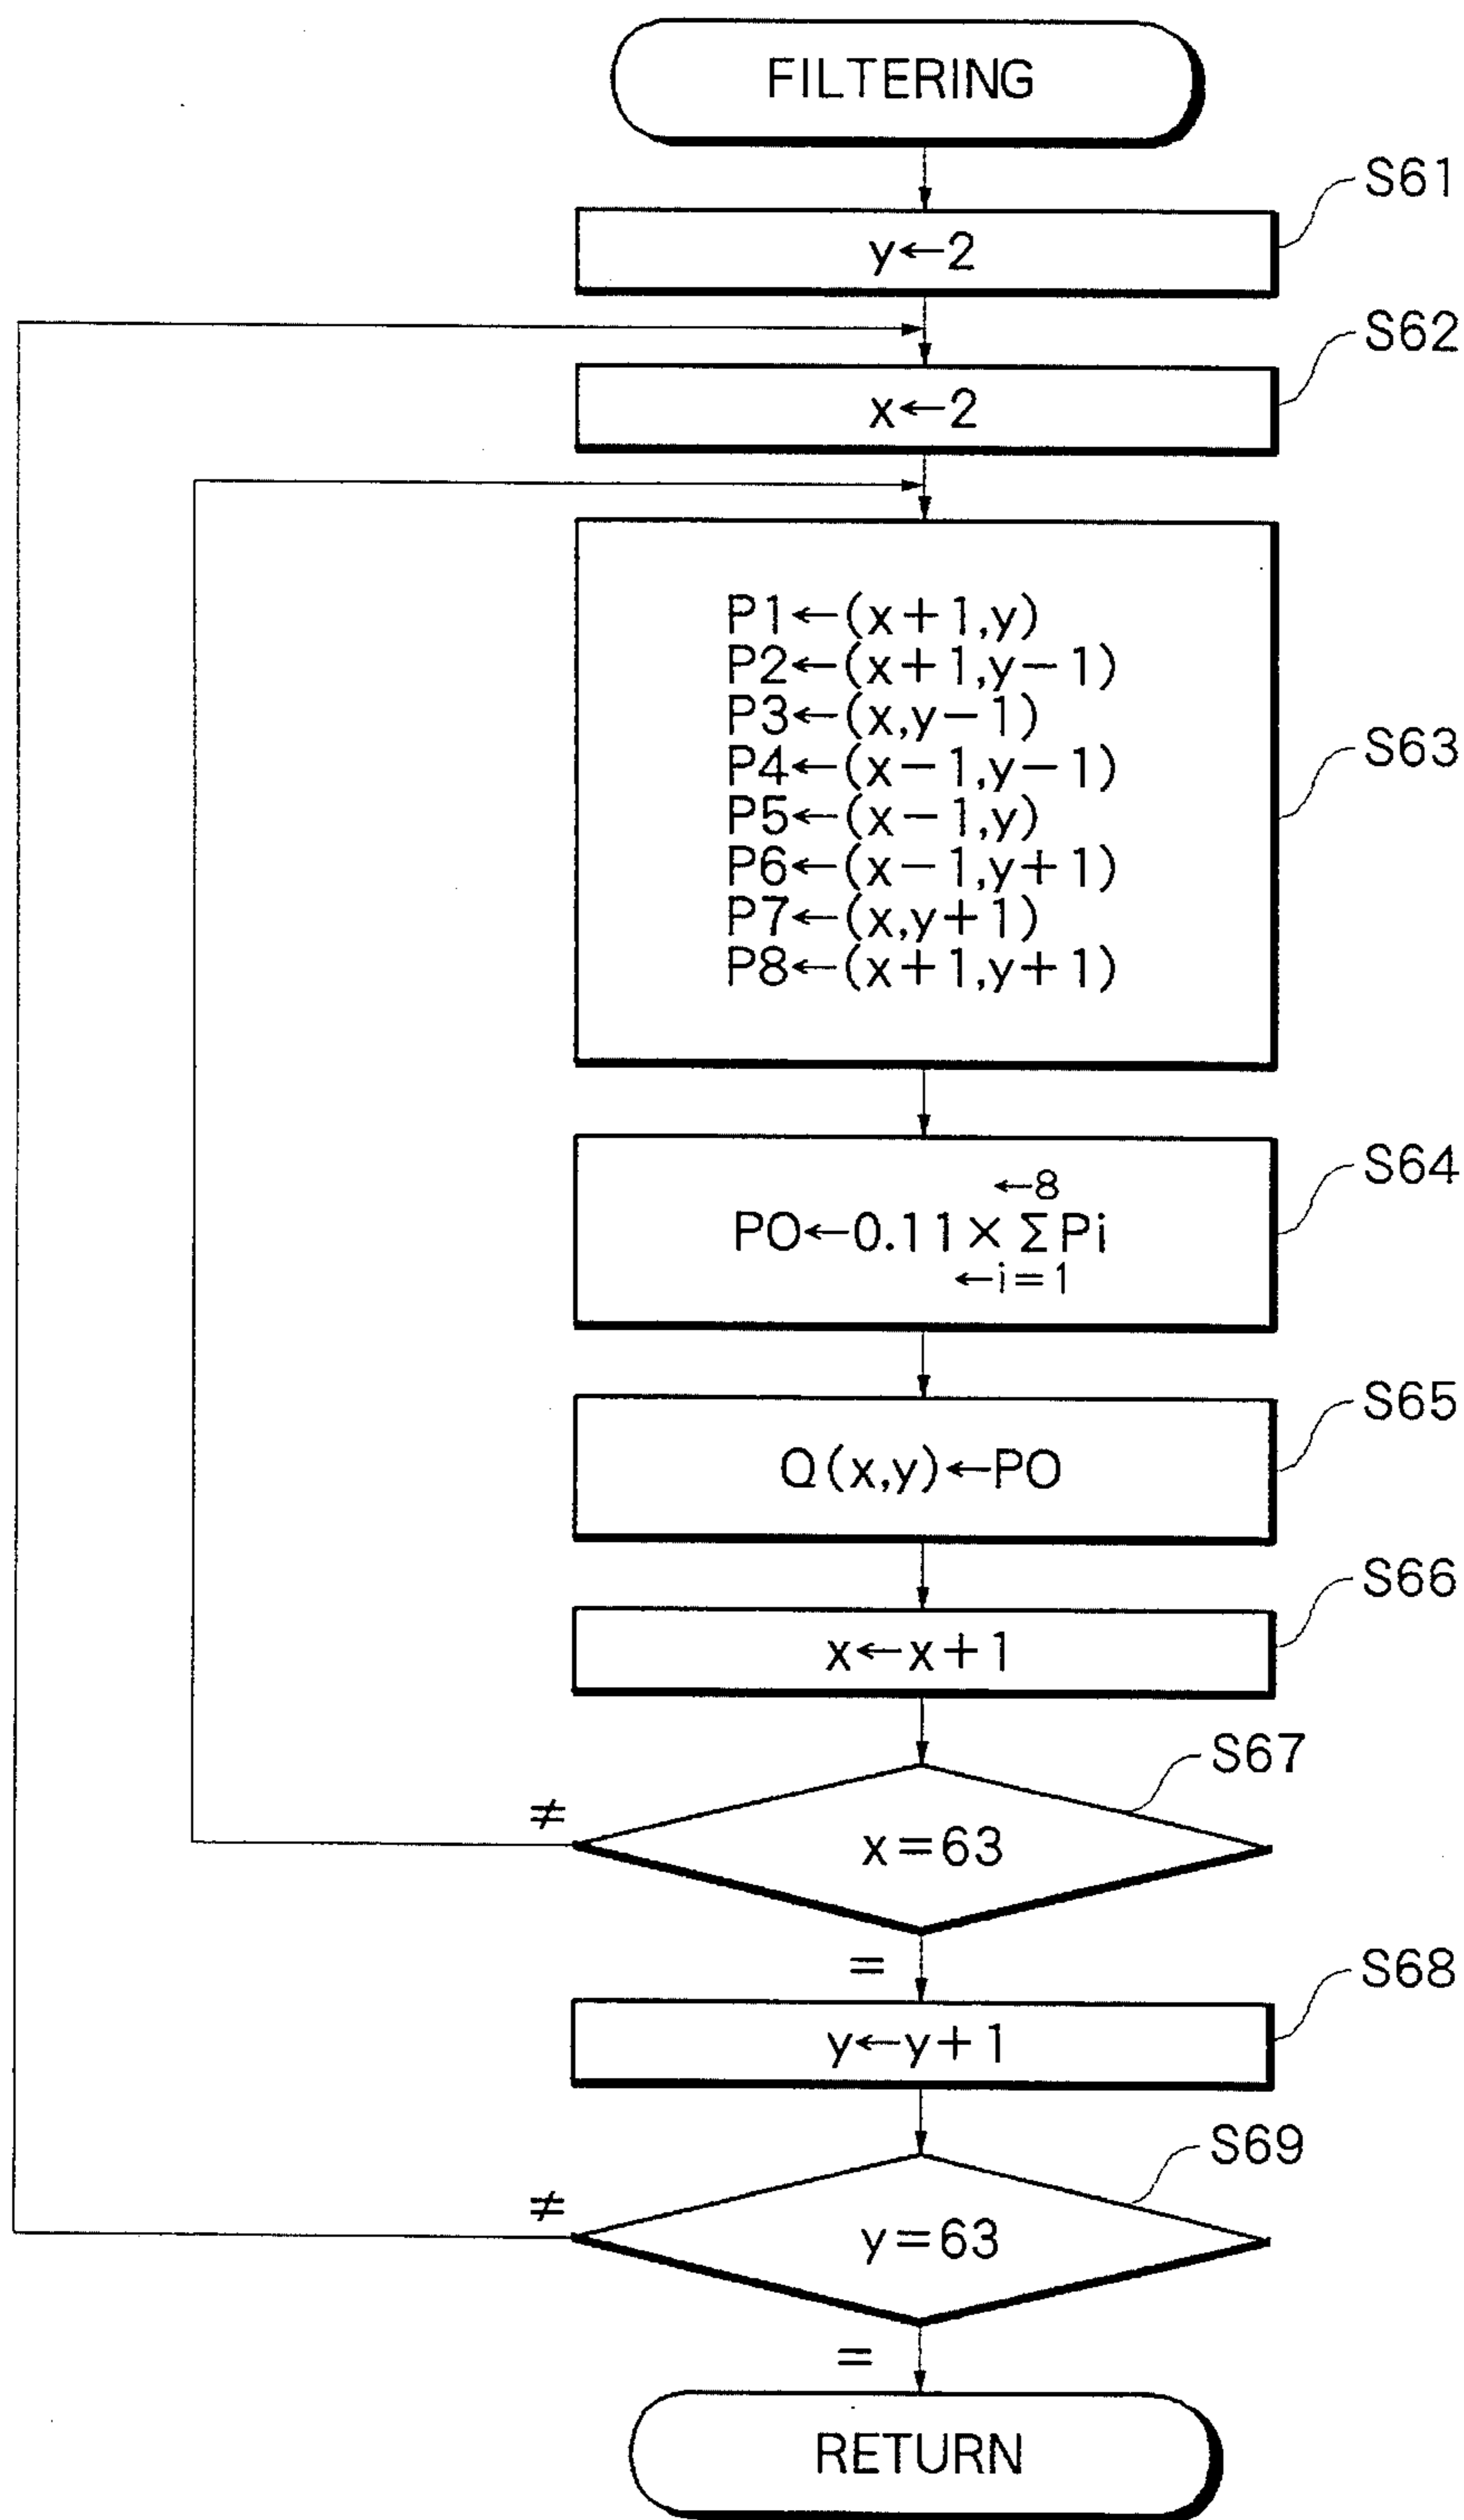 FILTERING
S61
y←2
S62
x←2
P1←(x+1,y)
P2←(x+1,y−1)
P3←(x,y−1)
P4←(x−1,y−1)
P5←(x−1,y)
P6←(x−1,y+1)
P7←(x,y+1)
P8←(x+1,y+1)
S63
S64
←8
PO←0.11×ΣPi
←i=1
S65
Q(x,y)←PO
S66
x←x+1
S67
≠
x=63
=
S68
y←y+1
S69
≠
y=63
=
RETURN